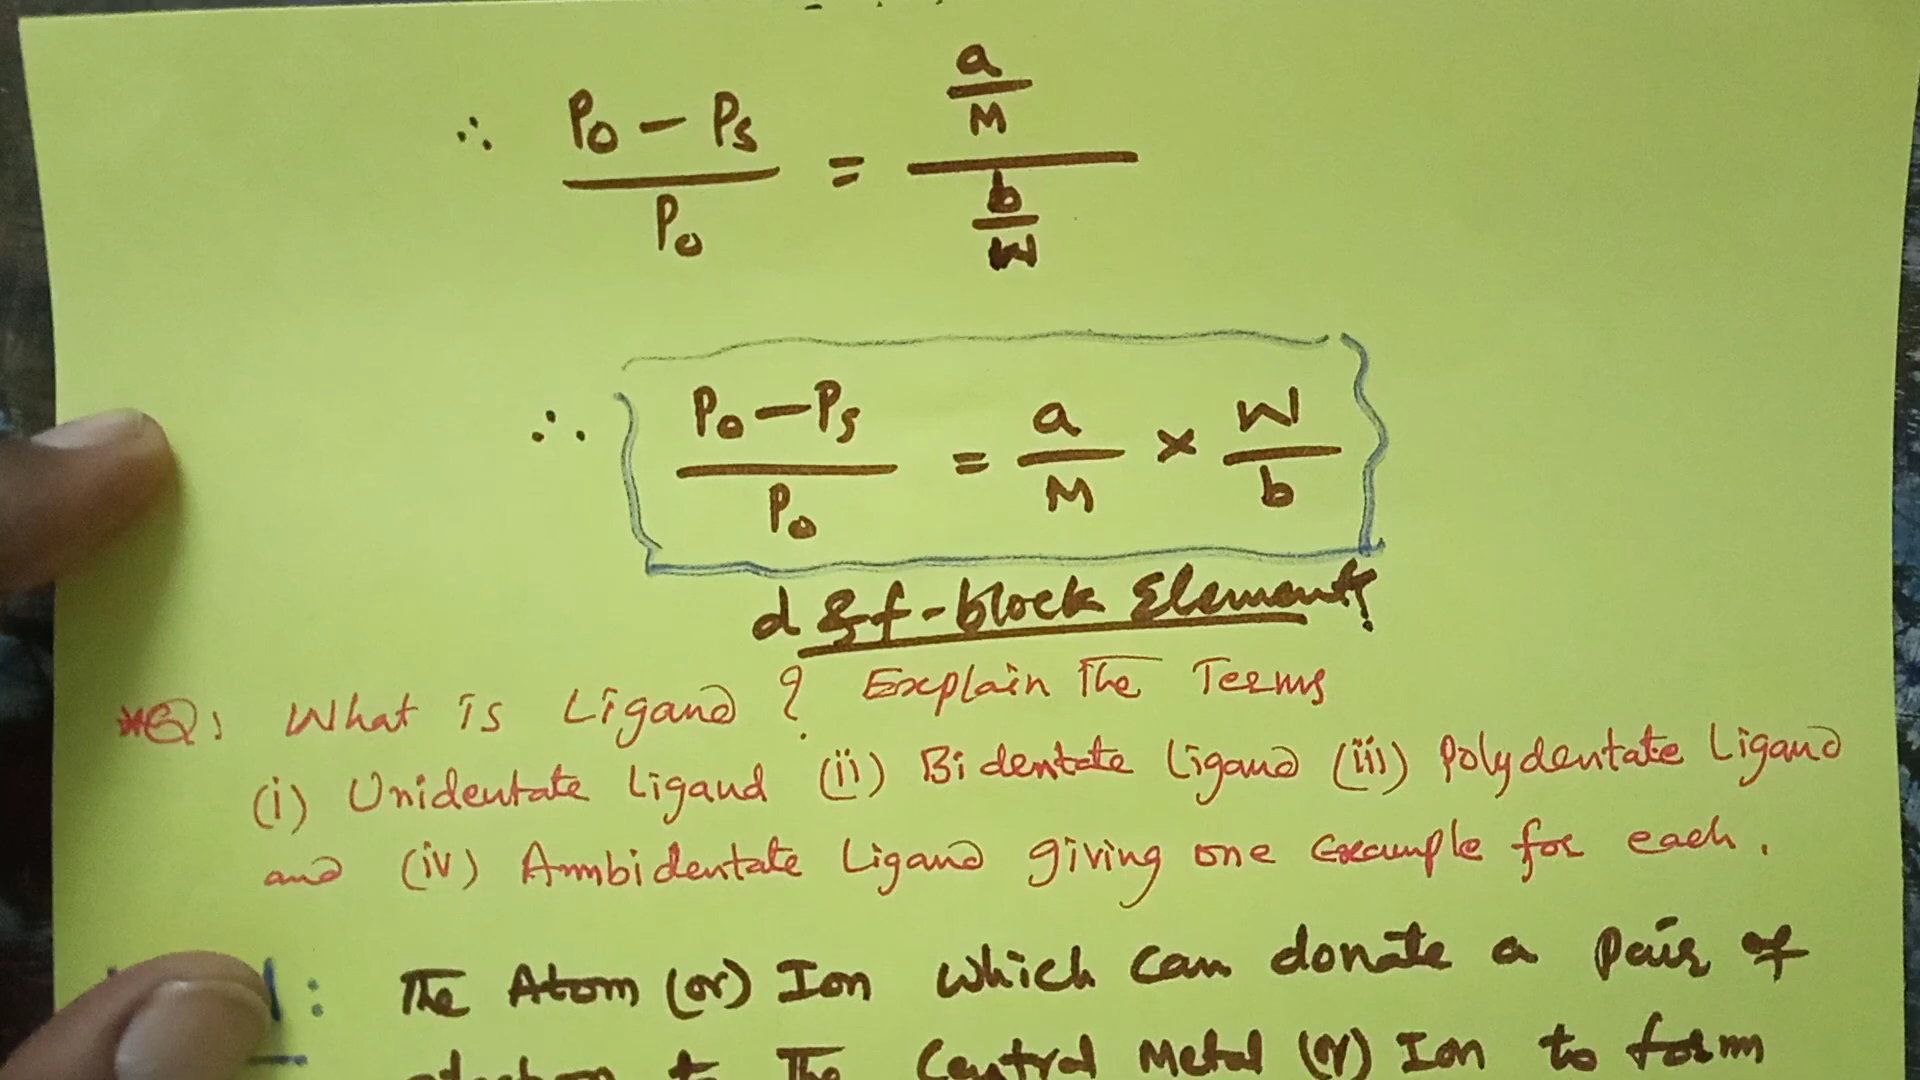 ∴ P₀ - Pₛ / P₀ = (a / M) / (b / W)
∴ P₀ - Pₛ / P₀ = a / M × W / b
d & f-block Elements
*Q: What is Ligand? Explain The Terms
(i) Unidentate Ligand (ii) Bidentate Ligand (iii) Polydentate Ligand
and (iv) Ambidentate Ligand giving one example for each.
: The Atom (or) Ion which can donate a pair of
to The Central Metal (or) Ion to form